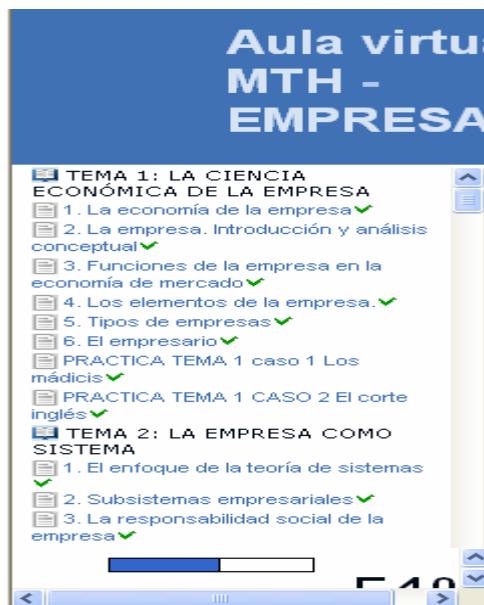 Aula virtu
MTH -
EMPRESA
TEMA 1: LA CIENCIA
ECONÓMICA DE LA EMPRESA
1. La economía de la empresa
2. La empresa. Introducción y análisis
conceptual
3. Funciones de la empresa en la
economía de mercado
4. Los elementos de la empresa.
5. Tipos de empresas
6. El empresario
PRACTICA TEMA 1 caso 1 Los
mádicis
PRACTICA TEMA 1 CASO 2 El corte
inglés
TEMA 2: LA EMPRESA COMO
SISTEMA
1. El enfoque de la teoría de sistemas
2. Subsistemas empresariales
3. La responsabilidad social de la
empresa